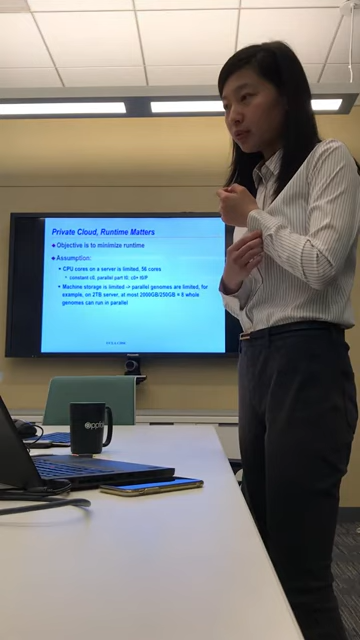 Private Cloud, Runtime Matters
Objective is to minimize runtime
Assumption:
CPU cores on a server is limited, 56 cores
Machine storage is limited -> parallel genomes are limited, for
example, on 2TB server, at most 2000GB/250GB = 8 whole
genomes can run in parallel